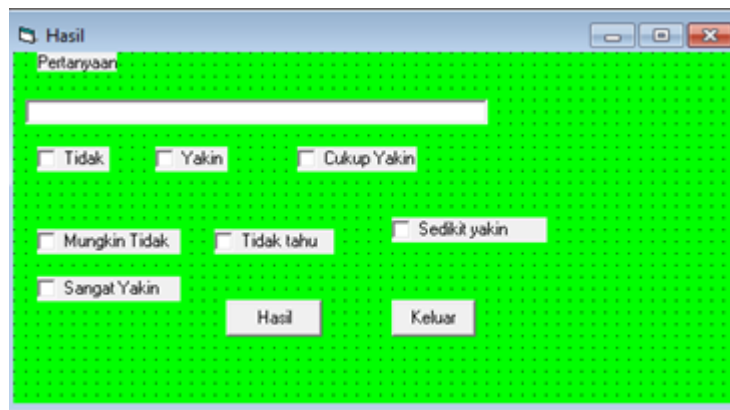 Hasil
Pertanyaan
Tidak Yakin Cukup Yakin
Mungkin Tidak Tidak tahu Sedikit yakin
Sangat Yakin
Hasil Keluar